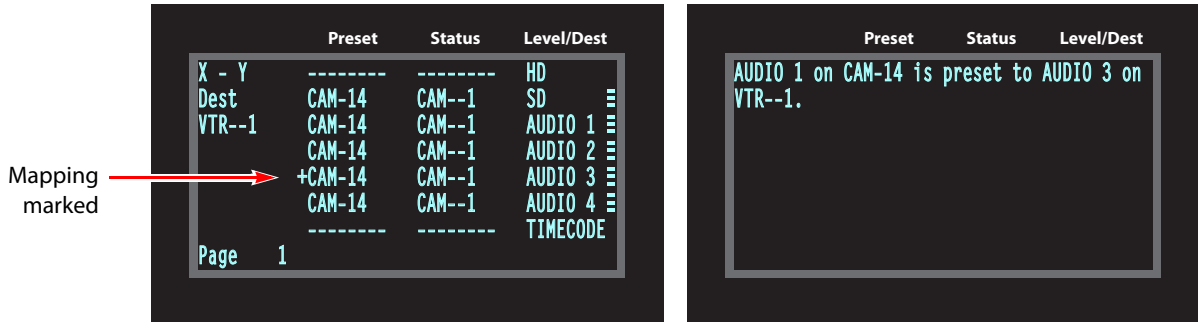 Preset Status Level/Dest
X - Y -------- -------- HD
Dest CAM-14 CAM--1 SD
VTR--1 CAM-14 CAM--1 AUDIO 1
CAM-14 CAM--1 AUDIO 2
+CAM-14 CAM--1 AUDIO 3
CAM-14 CAM--1 AUDIO 4
-------- -------- TIMECODE
Page 1
Mapping
marked
Preset Status Level/Dest
AUDIO 1 on CAM-14 is preset to AUDIO 3 on
VTR--1.